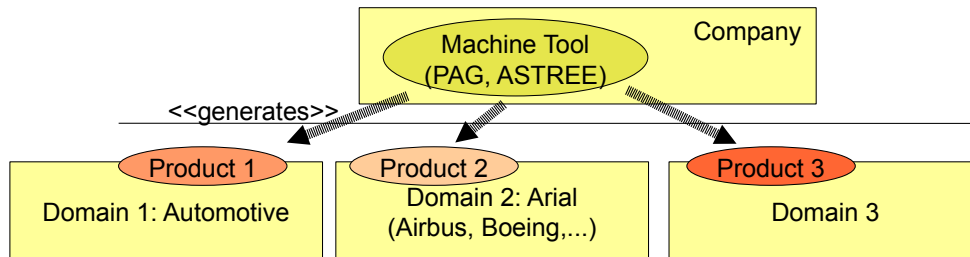 Company
Machine Tool
(PAG, ASTREE)
<<generates>>
Product 1
Product 2
Product 3
Domain 1: Automotive
Domain 2: Arial
(Airbus, Boeing,...)
Domain 3